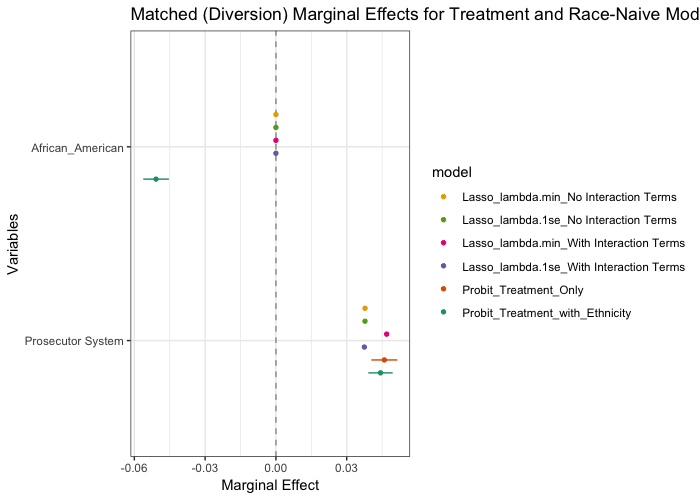 Matched (Diversion) Marginal Effects for Treatment and Race-Naive Mod
African_American
Prosecutor System
Variables
-0.06 -0.03 0.00 0.03
Marginal Effect
model
Lasso_lambda.min_No Interaction Terms
Lasso_lambda.1se_No Interaction Terms
Lasso_lambda.min_With Interaction Terms
Lasso_lambda.1se_With Interaction Terms
Probit_Treatment_Only
Probit_Treatment_with_Ethnicity